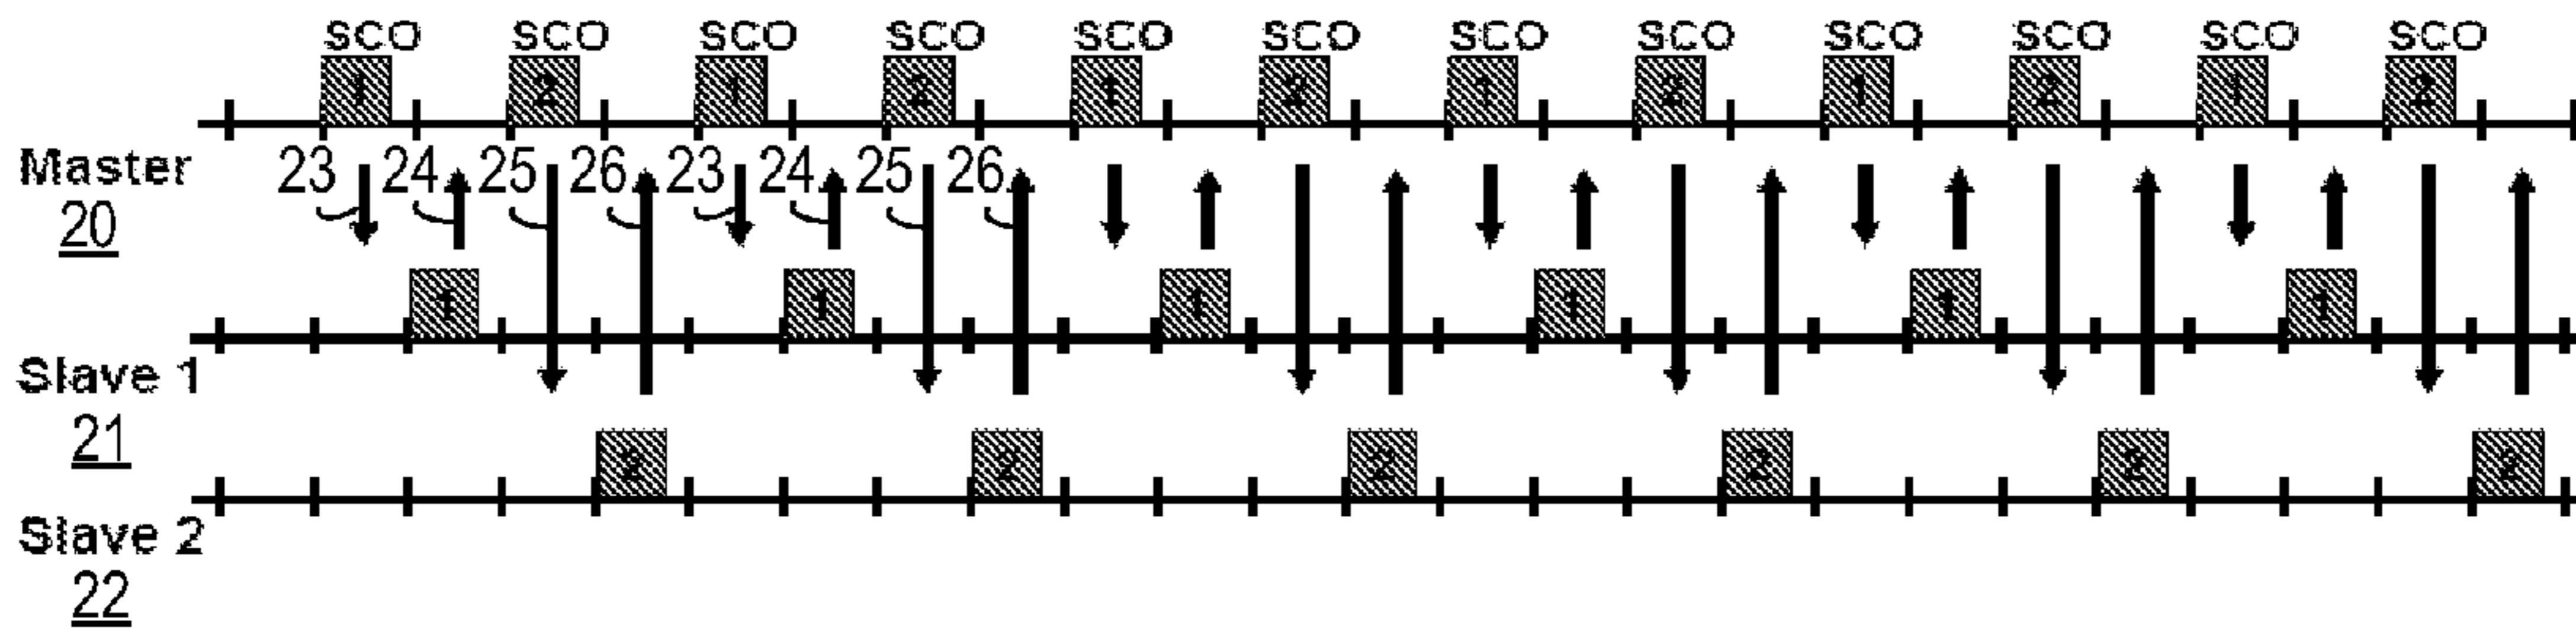 SCO SCO SCO SCO SCO SCO SCO SCO SCO SCO SCO SCO
1 2 1 2 1 2 1 2 1 2 1 2
Master
20
23 24 25 26 23 24 25 26
1 1 1 1 1 1
Slave 1
21
2 2 2 2 2 2
Slave 2
22